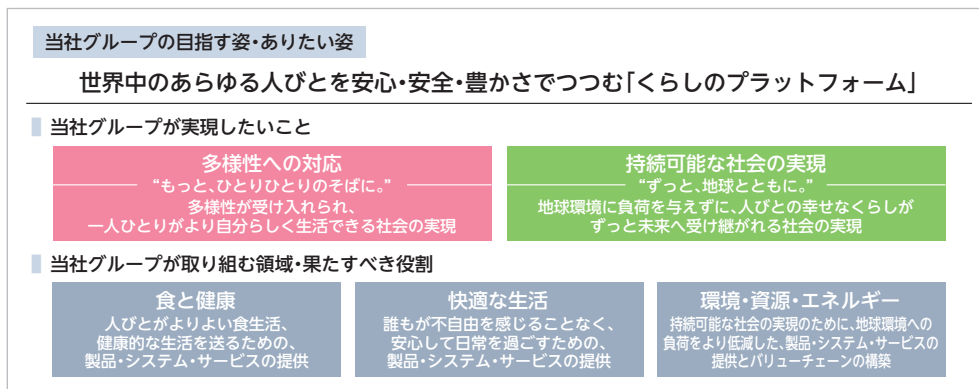 当社グループの目指す姿・ありたい姿
世界中のあらゆる人びとを安心・安全・豊かさでつつむ「くらしのプラットフォーム」
当社グループが実現したいこと
多様性への対応
“もっと、ひとりひとりのそばに。”
多様性が受け入れられ、
一人ひとりがより自分らしく生活できる社会の実現
持続可能な社会の実現
“ずっと、地球とともに。”
地球環境に負荷を与えずに、人びとの幸せなくらしが
ずっと未来へ受け継がれる社会の実現
当社グループが取り組む領域・果たすべき役割
食と健康
人びとがよりよい食生活、
健康的な生活を送るための、
製品・システム・サービスの提供
快適な生活
誰もが不自由を感じることなく、
安心して日常を過ごすための、
製品・システム・サービスの提供
環境・資源・エネルギー
持続可能な社会の実現のために、地球環境への
負荷をより低減した、製品・システム・サービスの
提供とバリューチェーンの構築